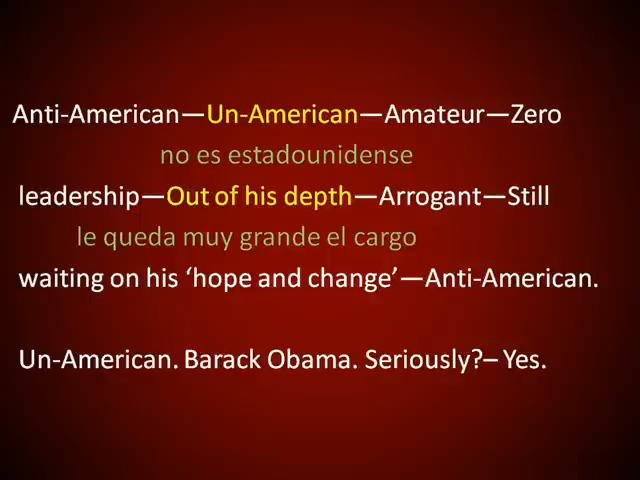 Anti-American—Un-American—Amateur—Zero
no es estadounidense
leadership—Out of his depth—Arrogant—Still
le queda muy grande el cargo
waiting on his ‘hope and change’—Anti-American.
Un-American. Barack Obama. Seriously?– Yes.